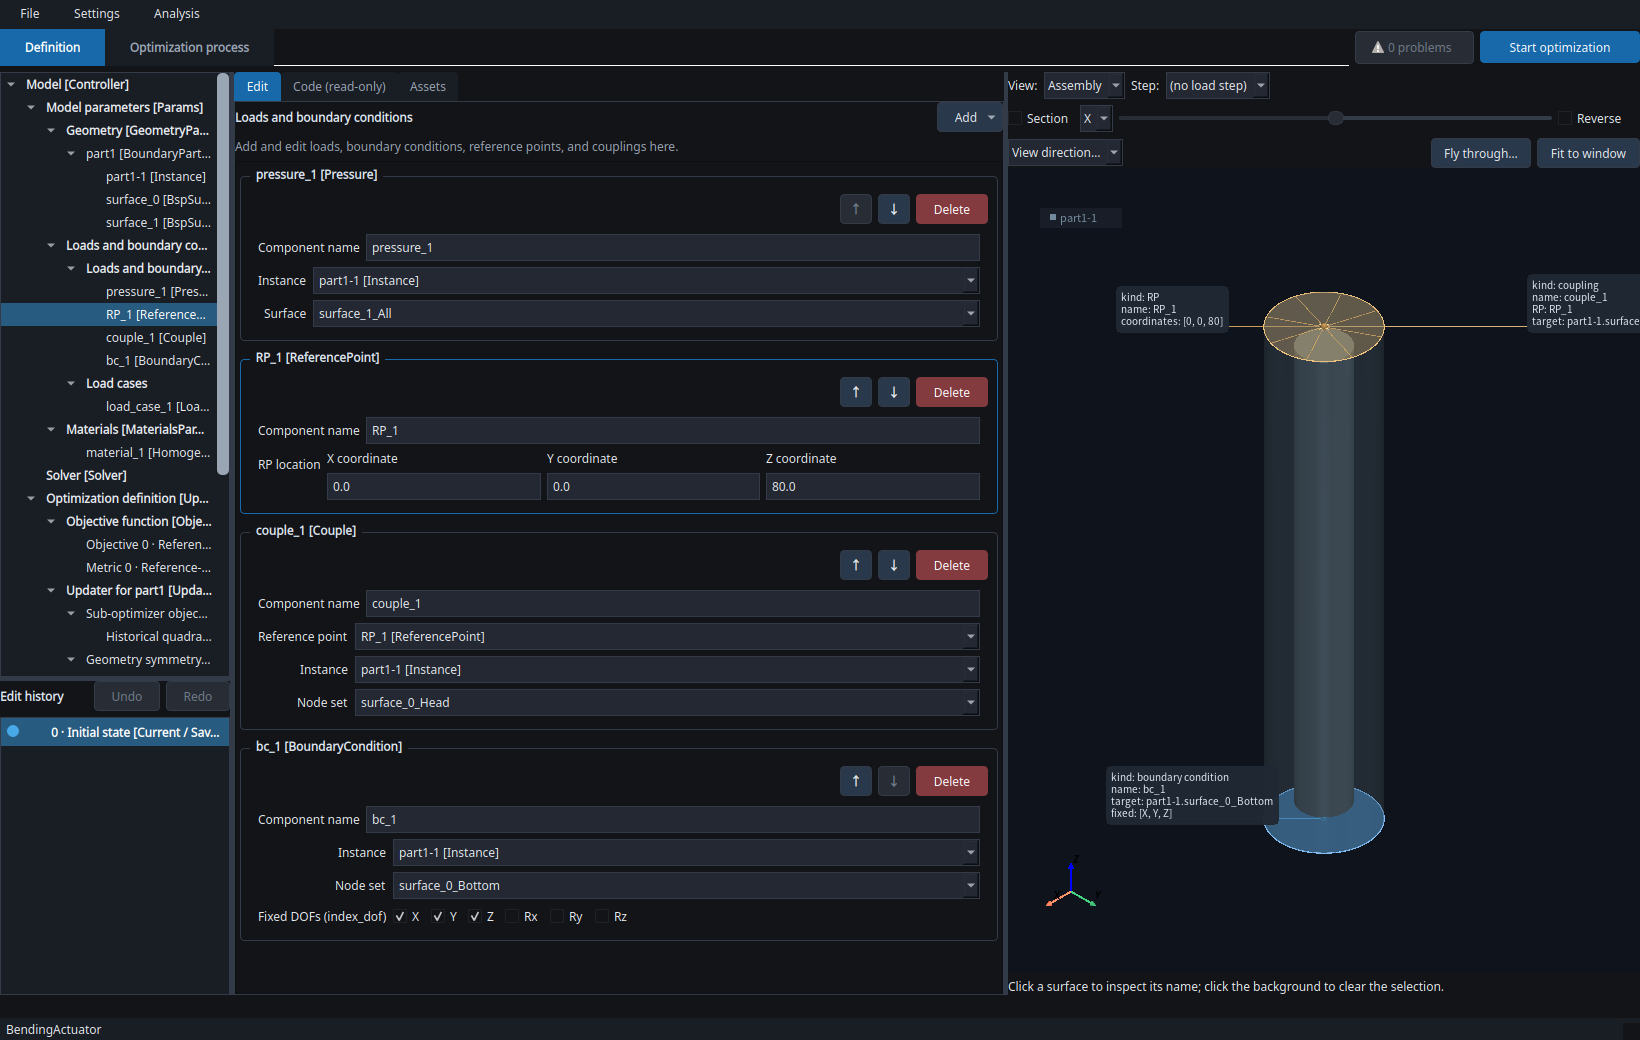 File Settings Analysis
Definition Optimization process 0 problems Start optimization
Model [Controller]
Model parameters [Params]
Geometry [GeometryPa...
part1 [BoundaryPart...
part1-1 [Instance]
surface_0 [BspSu...
surface_1 [BspSu...
Loads and boundary co...
Loads and boundary...
pressure_1 [Pres...
RP_1 [Reference...
couple_1 [Couple]
bc_1 [BoundaryC...
Load cases
load_case_1 [Loa...
Materials [MaterialsPar...
material_1 [Homoge...
Solver [Solver]
Optimization definition [Up...
Objective function [Obje...
Objective 0 · Referen...
Metric 0 · Reference-...
Updater for part1 [Upda...
Sub-optimizer objec...
Historical quadra...
Geometry symmetry...
Edit history Undo Redo
0 · Initial state [Current / Sav...
Edit Code (read-only) Assets
Loads and boundary conditions Add
Add and edit loads, boundary conditions, reference points, and couplings here.
pressure_1 [Pressure]
↑ ↓ Delete
Component name pressure_1
Instance part1-1 [Instance]
Surface surface_1_All
RP_1 [ReferencePoint]
↑ ↓ Delete
Component name RP_1
X coordinate Y coordinate Z coordinate
RP location 0.0 0.0 80.0
couple_1 [Couple]
↑ ↓ Delete
Component name couple_1
Reference point RP_1 [ReferencePoint]
Instance part1-1 [Instance]
Node set surface_0_Head
bc_1 [BoundaryCondition]
↑ ↓ Delete
Component name bc_1
Instance part1-1 [Instance]
Node set surface_0_Bottom
Fixed DOFs (index_dof) X Y Z Rx Ry Rz
View: Assembly Step: (no load step)
Section X Reverse
View direction... Fly through... Fit to window
part1-1
kind: RP
name: RP_1
coordinates: [0, 0, 80]
kind: coupling
name: couple_1
RP: RP_1
target: part1-1.surface
kind: boundary condition
name: bc_1
target: part1-1.surface_0_Bottom
fixed: [X, Y, Z]
Z
Y
Click a surface to inspect its name; click the background to clear the selection.
BendingActuator